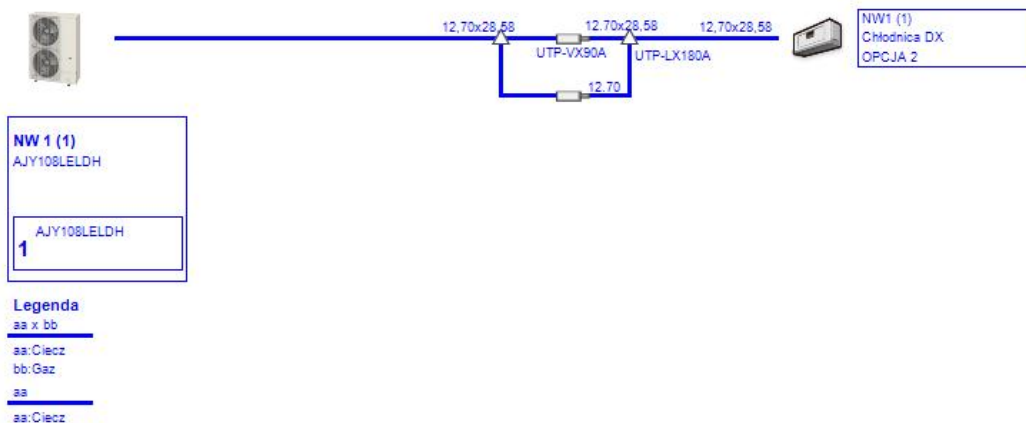 12,70x28,58
12.70x28,58
12,70x28,58
UTP-VX90A
UTP-LX180A
12.70
NW1 (1)
Chłodnica DX
OPCJA 2
NW 1 (1)
AJY108LELDH
AJY108LELDH
1
Legenda
aa x bb
aa:Ciecz
bb:Gaz
aa
aa:Ciecz